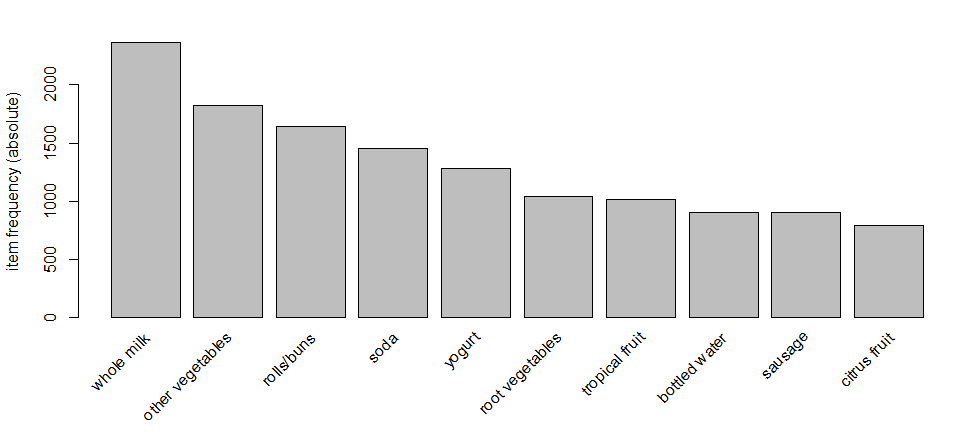 item frequency (absolute)
2000
1500
1000
500
0
whole milk
other vegetables
rolls/buns
soda
yogurt
root vegetables
tropical fruit
bottled water
sausage
citrus fruit